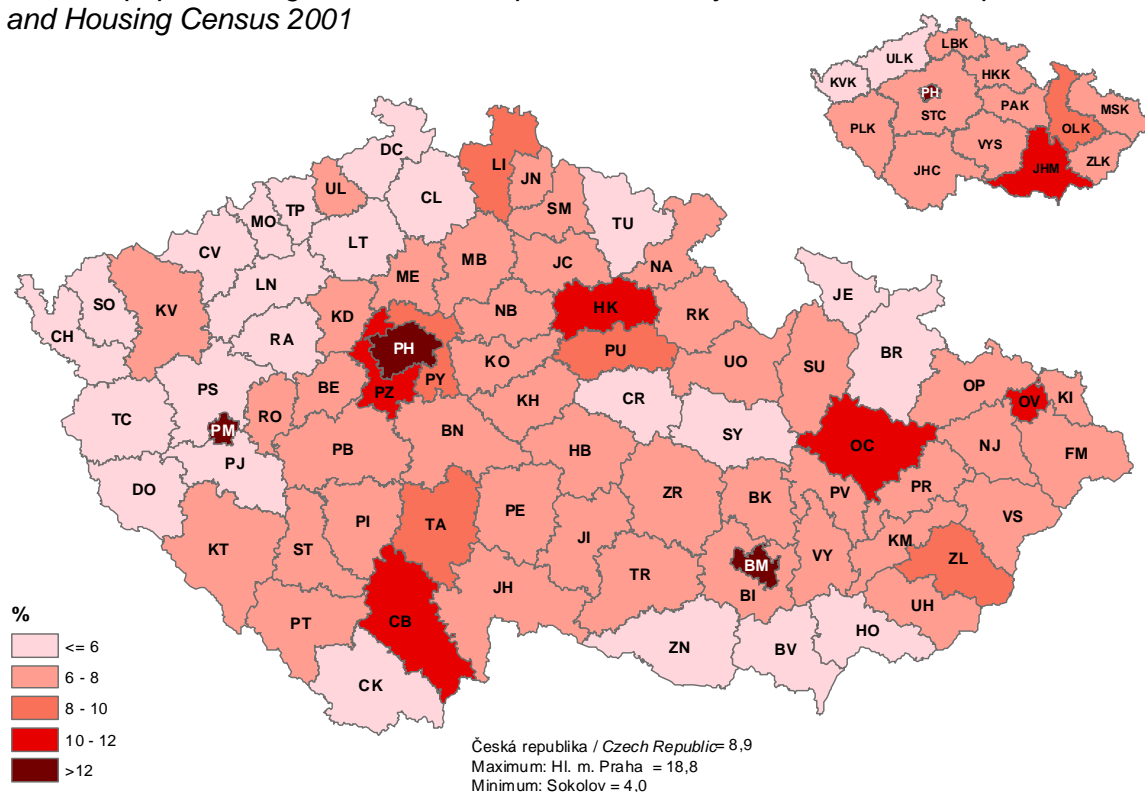 and Housing Census 2001
LBK
ULK
HKK
KVK
PH
PAK
MSK
STC
PLK
OLK
VYS
JHM
ZLK
JHC
DC
LI
JN
UL
CL
SM
TP
MO
TU
LT
CV
MB
JC
NA
ME
LN
SO
JE
KV
NB
HK
RK
KD
CH
RA
PH
BR
PU
KO
UO
SU
OP
PY
PS
BE
PZ
KH
CR
OV
KI
RO
TC
PM
SY
BN
OC
NJ
PB
HB
FM
PJ
DO
ZR
BK
PV
PR
PE
VS
PI
TA
KT
ST
JI
KM
VY
ZL
BM
TR
JH
BI
UH
PT
CB
HO
ZN
BV
CK
%
<= 6
6 - 8
8 - 10
10 - 12
>12
Česká republika / Czech Republic= 8,9
Maximum: Hl. m. Praha = 18,8
Minimum: Sokolov = 4,0